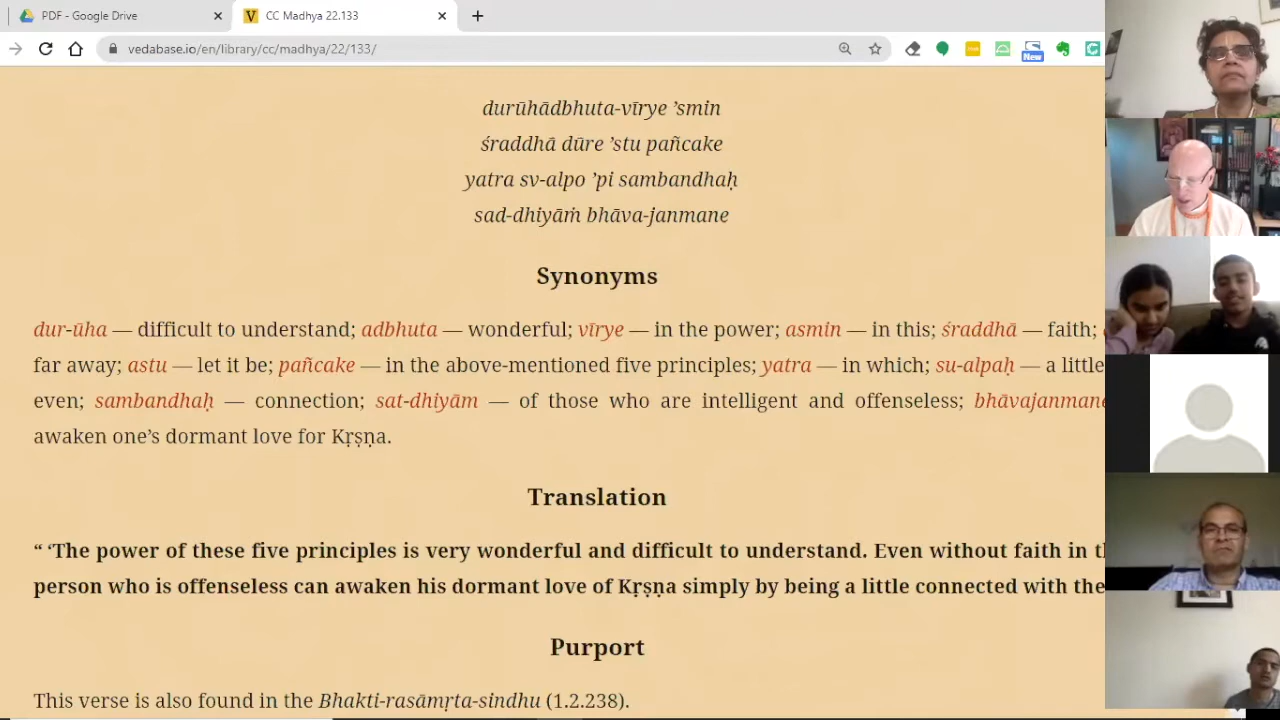 PDF - Google Drive
CC Madhya 22.133
vedabase.io/en/library/cc/madhya/22/133/
New
durūhādbhuta-vīrye ’smin
śraddhā dūre ’stu pañcake
yatra sv-alpo ’pi sambandhaḥ
sad-dhiyāṁ bhāva-janmane
Synonyms
dur-ūha — difficult to understand; adbhuta — wonderful; vīrye — in the power; asmin — in this; śraddhā — faith;
far away; astu — let it be; pañcake — in the above-mentioned five principles; yatra — in which; su-alpaḥ — a little
even; sambandhaḥ — connection; sat-dhiyām — of those who are intelligent and offenseless; bhāvajanmane
awaken one’s dormant love for Kṛṣṇa.
Translation
“ ‘The power of these five principles is very wonderful and difficult to understand. Even without faith in
person who is offenseless can awaken his dormant love of Kṛṣṇa simply by being a little connected with the
Purport
This verse is also found in the Bhakti-rasāmṛta-sindhu (1.2.238).